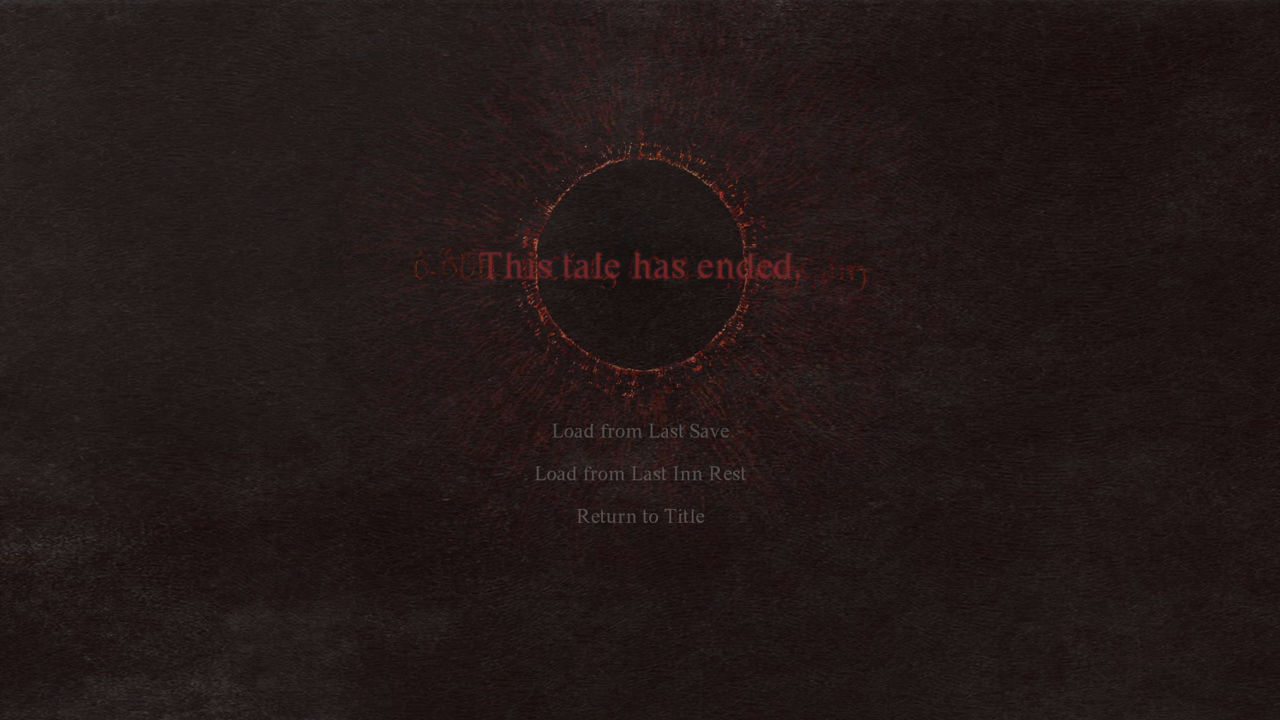 This tale has ended.
Load from Last Save
Load from Last Inn Rest
Return to Title